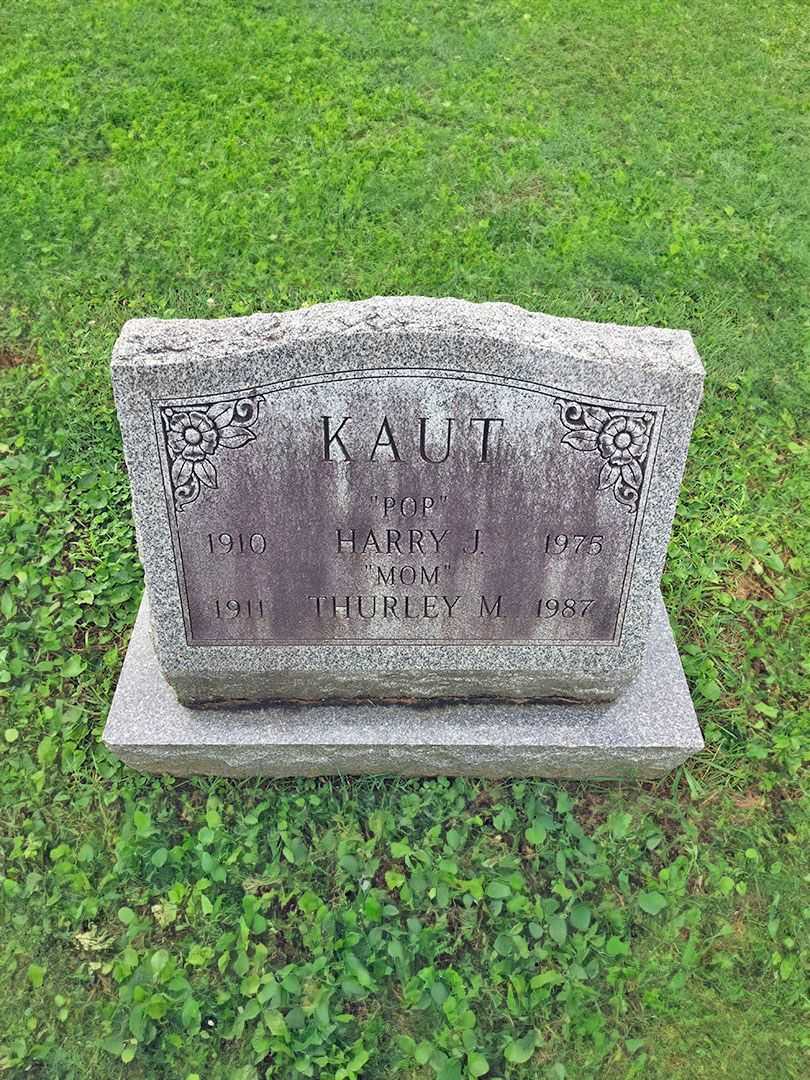 KAUT
"POP"
1910 HARRY J. 1975
"MOM"
1911 THURLEY M. 1987